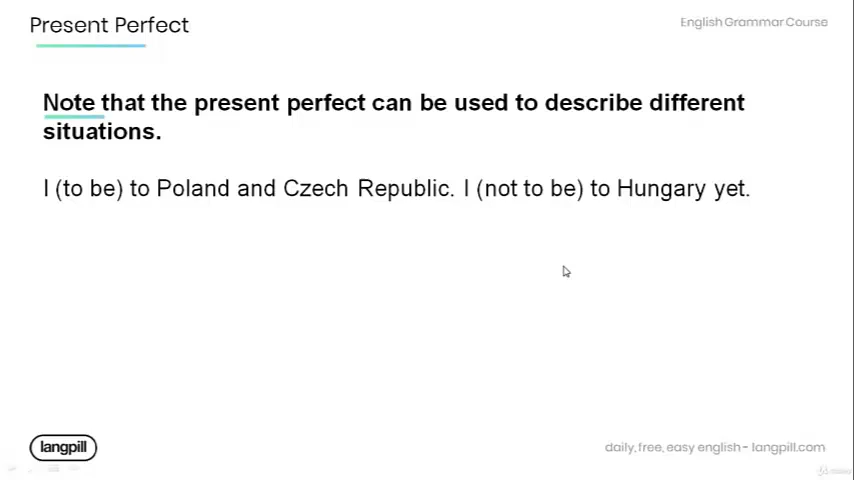 Present Perfect
English Grammar Course
Note that the present perfect can be used to describe different
situations.
I (to be) to Poland and Czech Republic. I (not to be) to Hungary yet.
langpill
daily, free, easy english - langpill.com